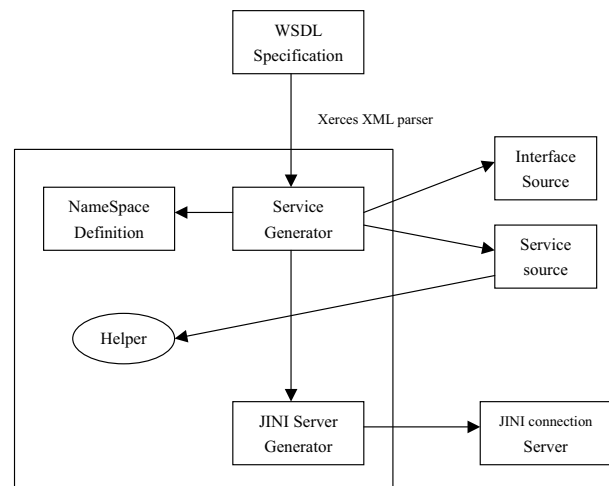 WSDL
Specification
Xerces XML parser
Interface
Source
NameSpace
Definition
Service
Generator
Service
source
Helper
JINI Server
Generator
JINI connection
Server